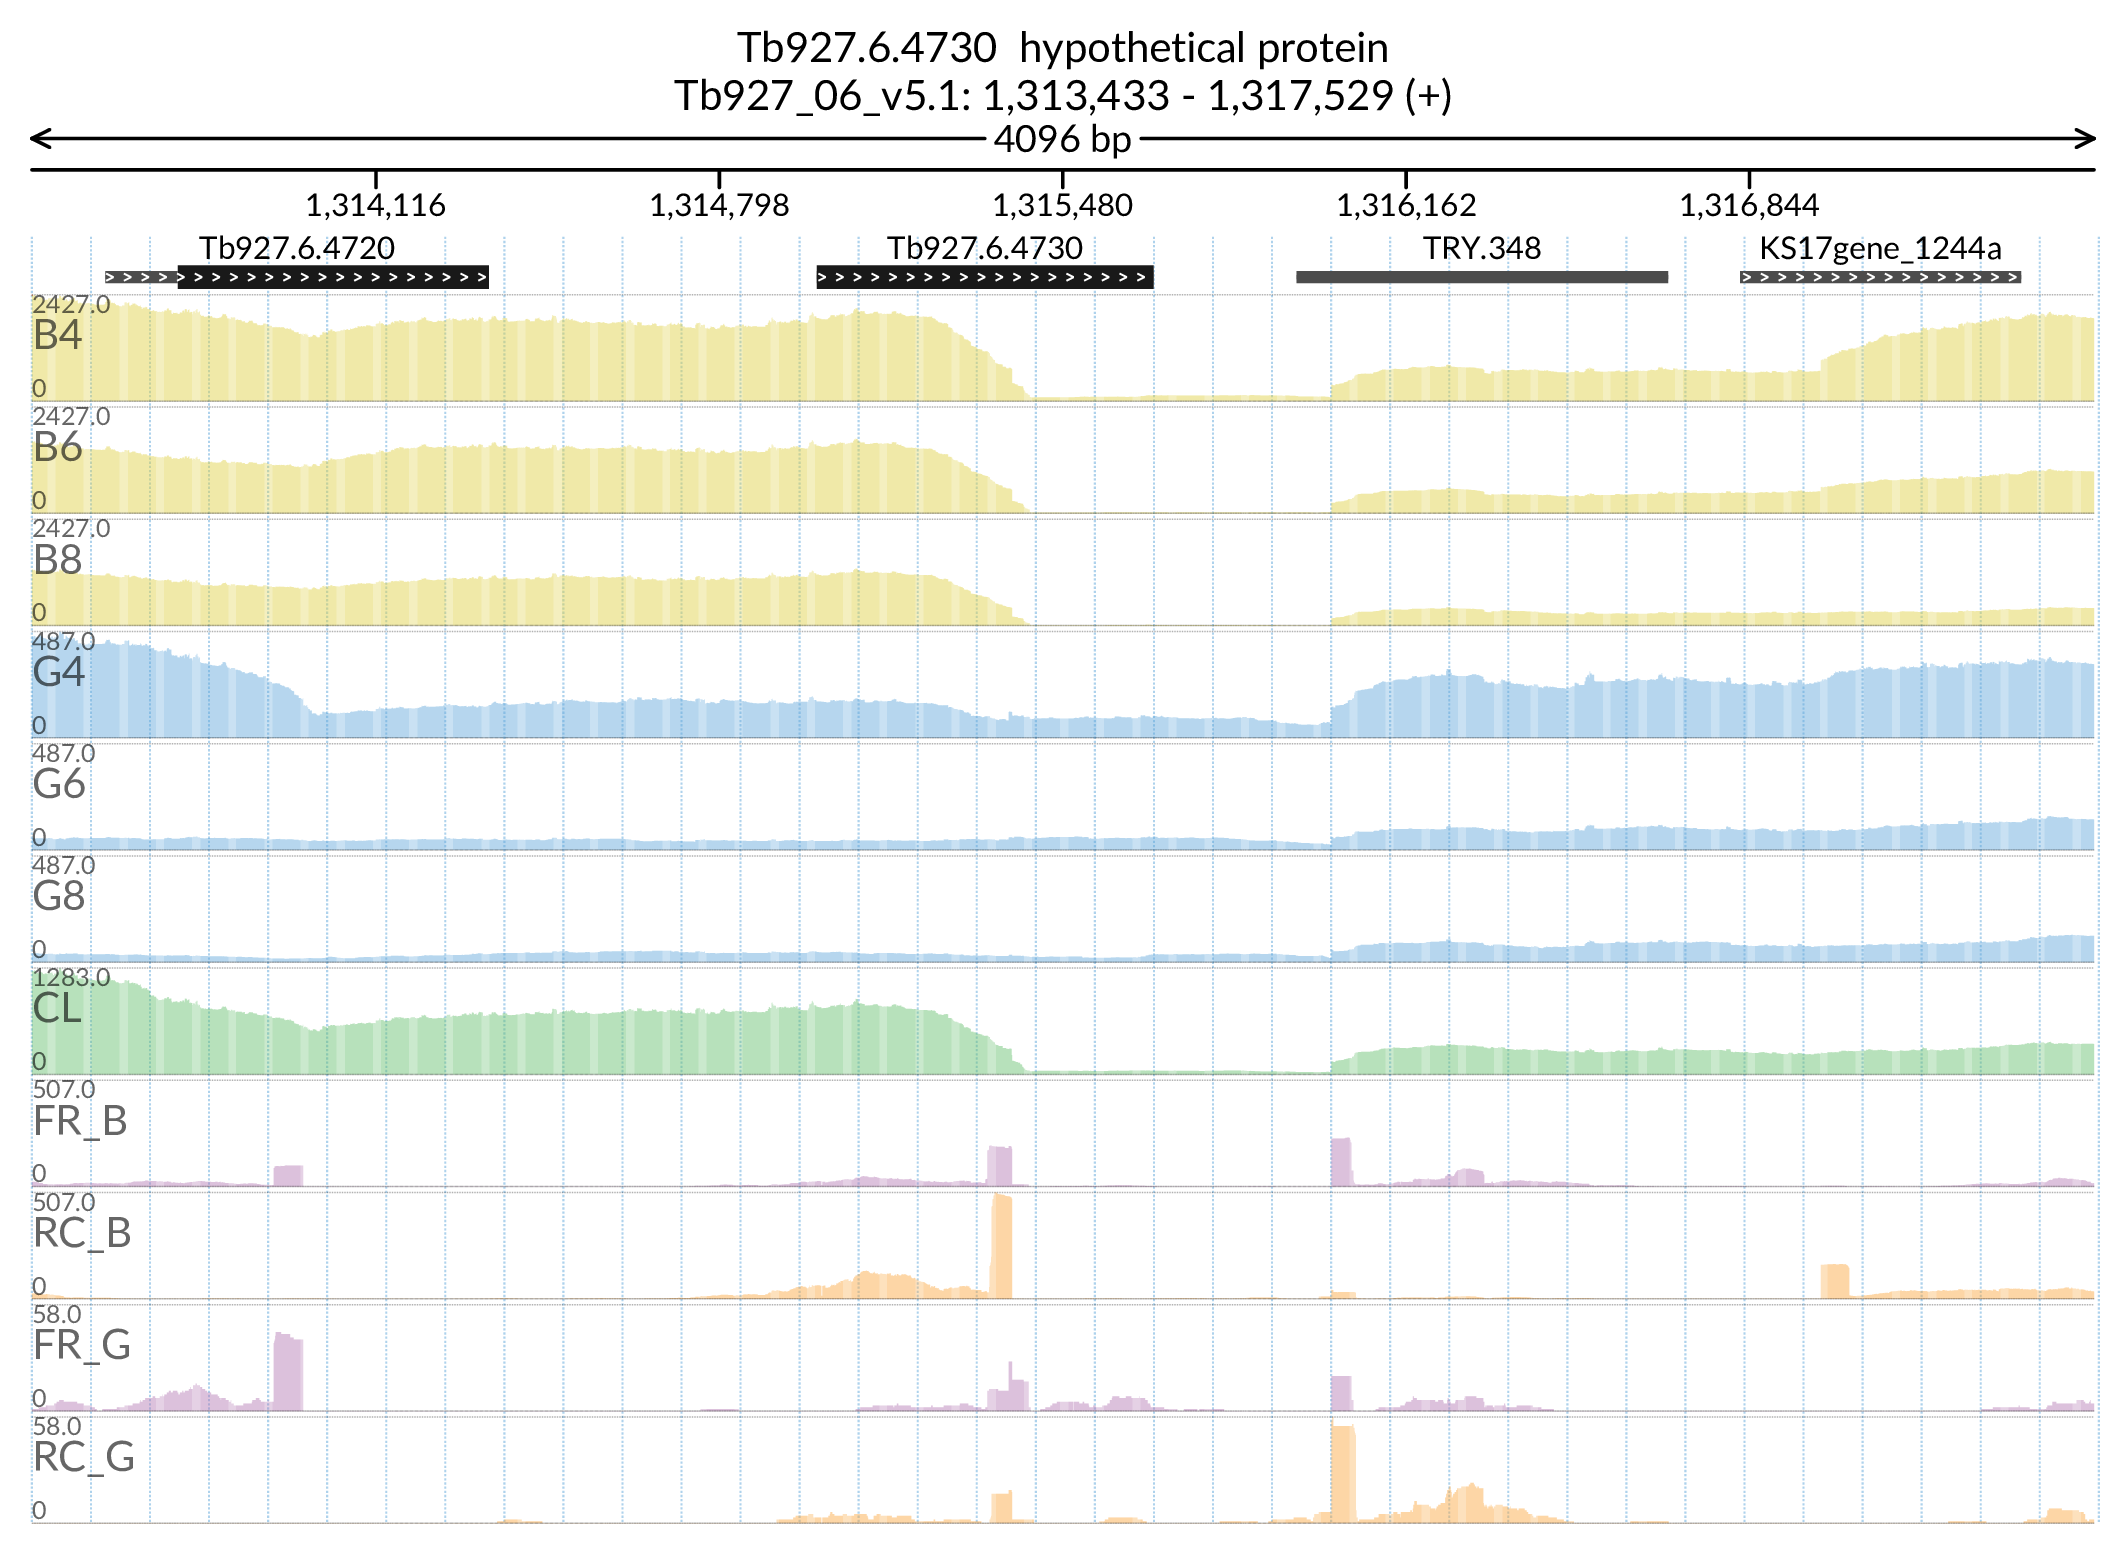 Tb927.6.4730  hypothetical protein
Tb927_06_v5.1: 1,313,433 - 1,317,529 (+)
4096 bp
1,314,116 1,314,798 1,315,480 1,316,162 1,316,844
Tb927.6.4720 Tb927.6.4730 TRY.348 KS17gene_1244a
2427.0
B4
0
2427.0
B6
0
2427.0
B8
0
487.0
G4
0
487.0
G6
0
487.0
G8
0
1283.0
CL
0
507.0
FR_B
0
507.0
RC_B
0
58.0
FR_G
0
58.0
RC_G
0